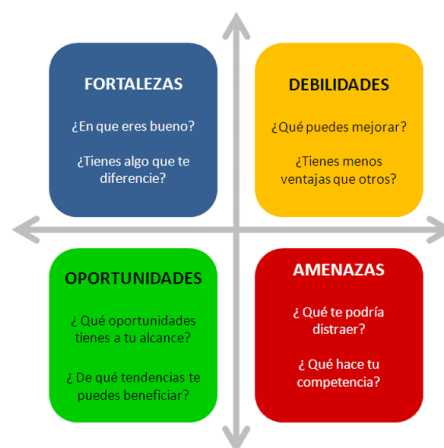 FORTALEZAS
¿En que eres bueno?
¿Tienes algo que te
diferencie?
DEBILIDADES
¿Qué puedes mejorar?
¿Tienes menos
ventajas que otros?
OPORTUNIDADES
¿ Qué oportunidades
tienes a tu alcance?
¿ De qué tendencias te
puedes beneficiar?
AMENAZAS
¿ Qué te podría
distraer?
¿ Qué hace tu
competencia?